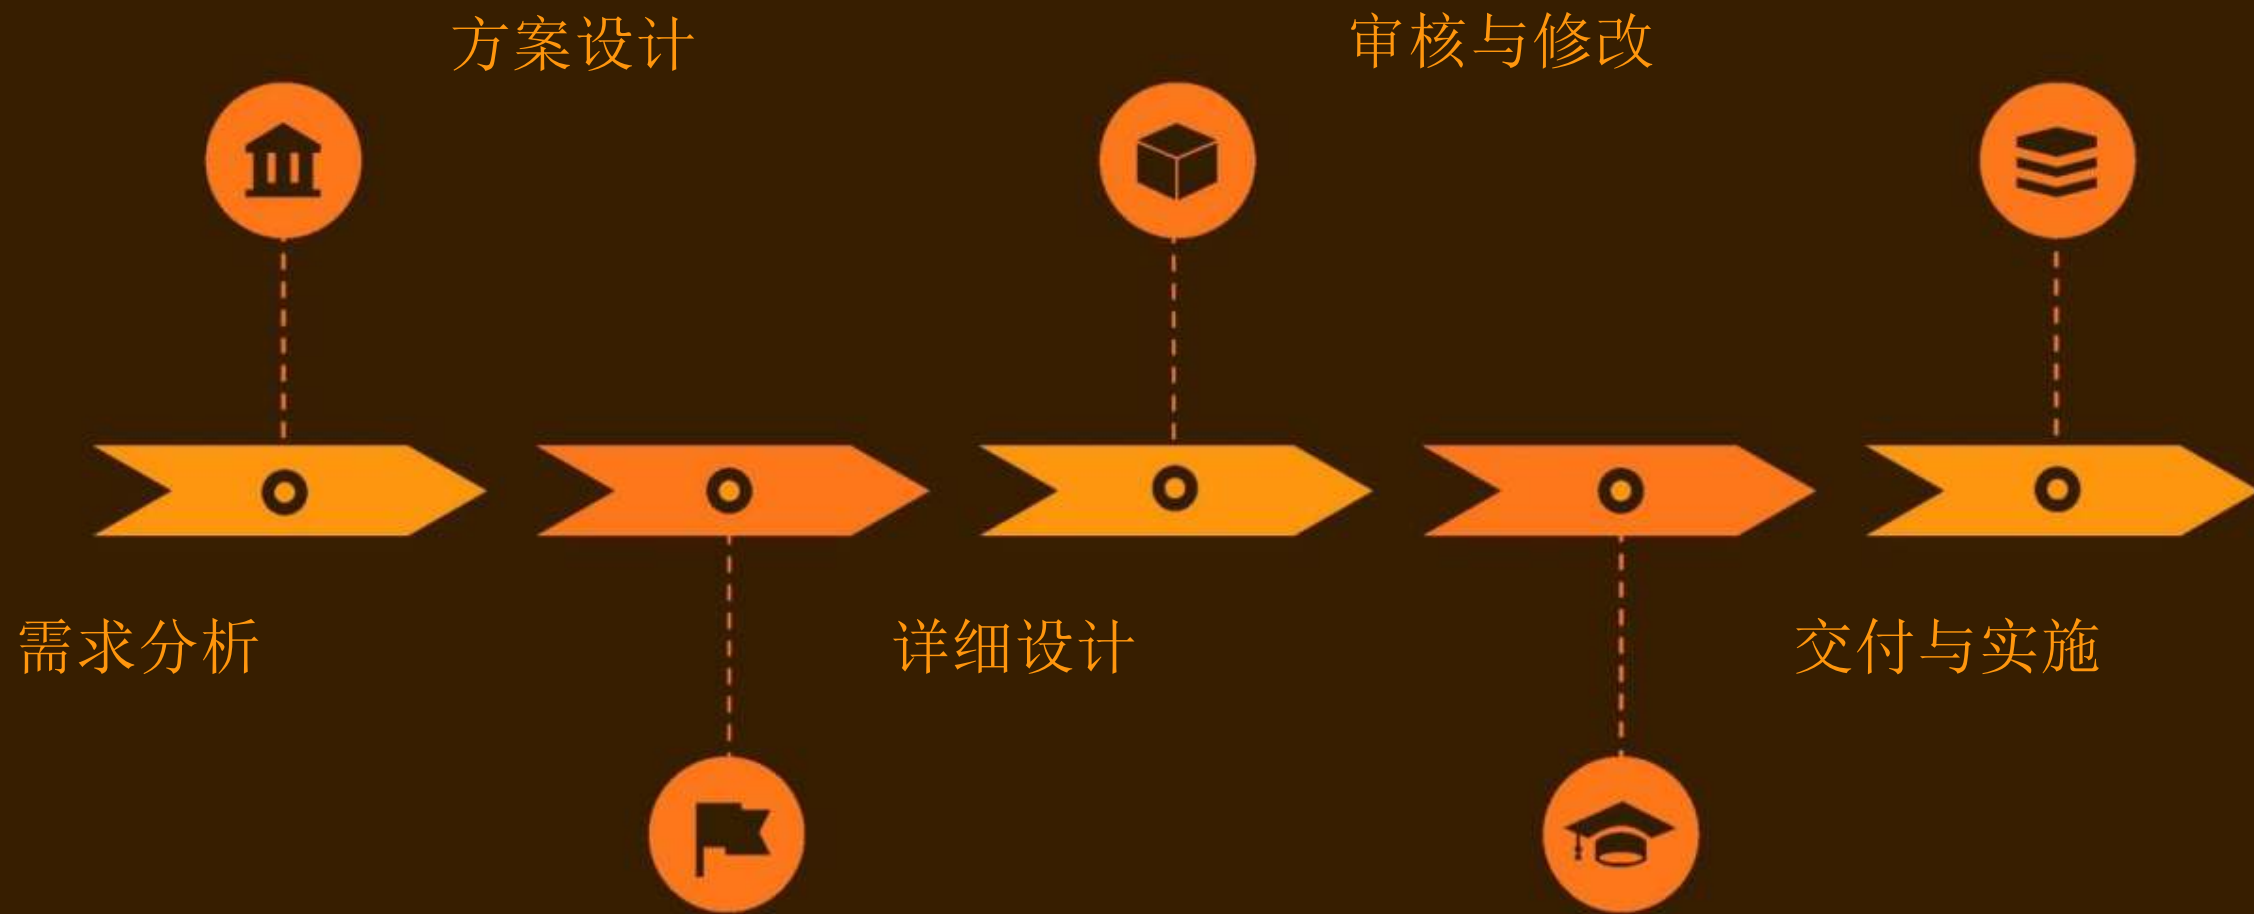 方案设计
审核与修改
需求分析
详细设计
交付与实施